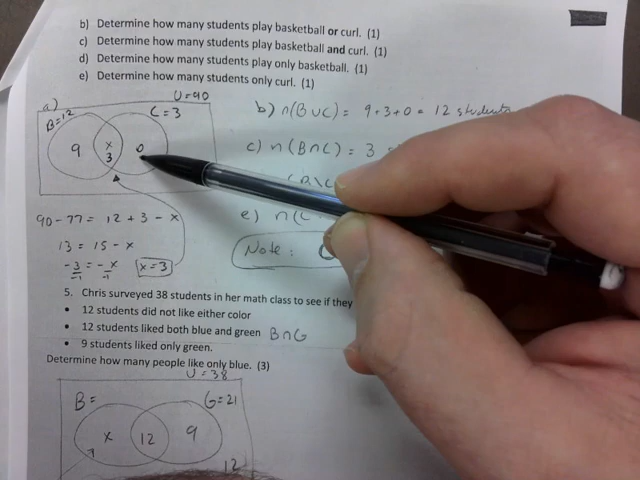 b) Determine how many students play basketball or curl. (1)
c) Determine how many students play basketball and curl. (1)
d) Determine how many students play only basketball. (1)
e) Determine how many students only curl. (1)
U = 90
a)
B=12
C=3
9
x
3
0
b) n(B∪C) = 9+3+0 = 12 students
c) n(B∩C) = 3
(B\C
e) n(C
Note:
90-77 = 12 + 3 - x
13 = 15 - x
-3 = -x
-1 -1
x=3
5. Chris surveyed 38 students in her math class to see if they
• 12 students did not like either color
• 12 students liked both blue and green B∩G
• 9 students liked only green.
Determine how many people like only blue. (3)
U = 38
B=
G=21
x
12
9
12